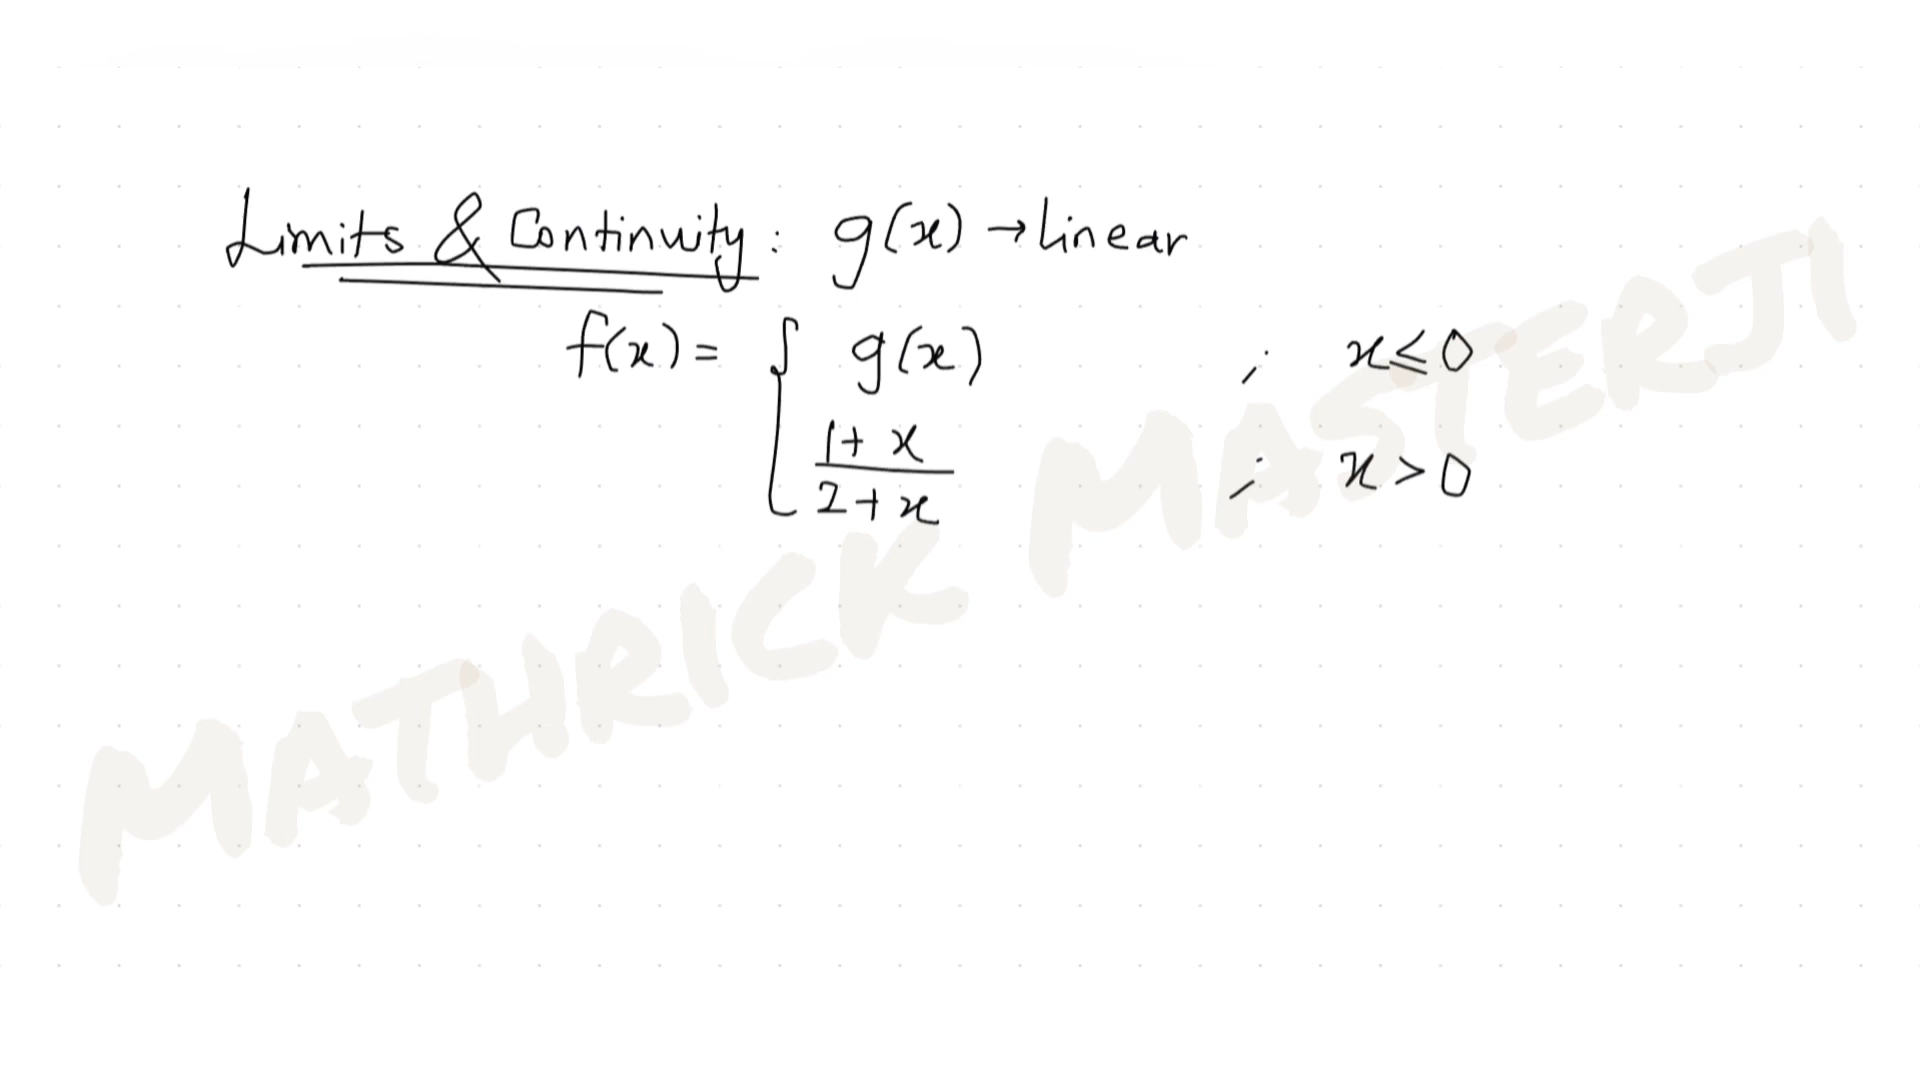 Limits & Continuity: g(x) → Linear
f(x) = { g(x) ; x ≤ 0
1 + x / 2 + x ; x > 0
MATHRICK MASTERJI